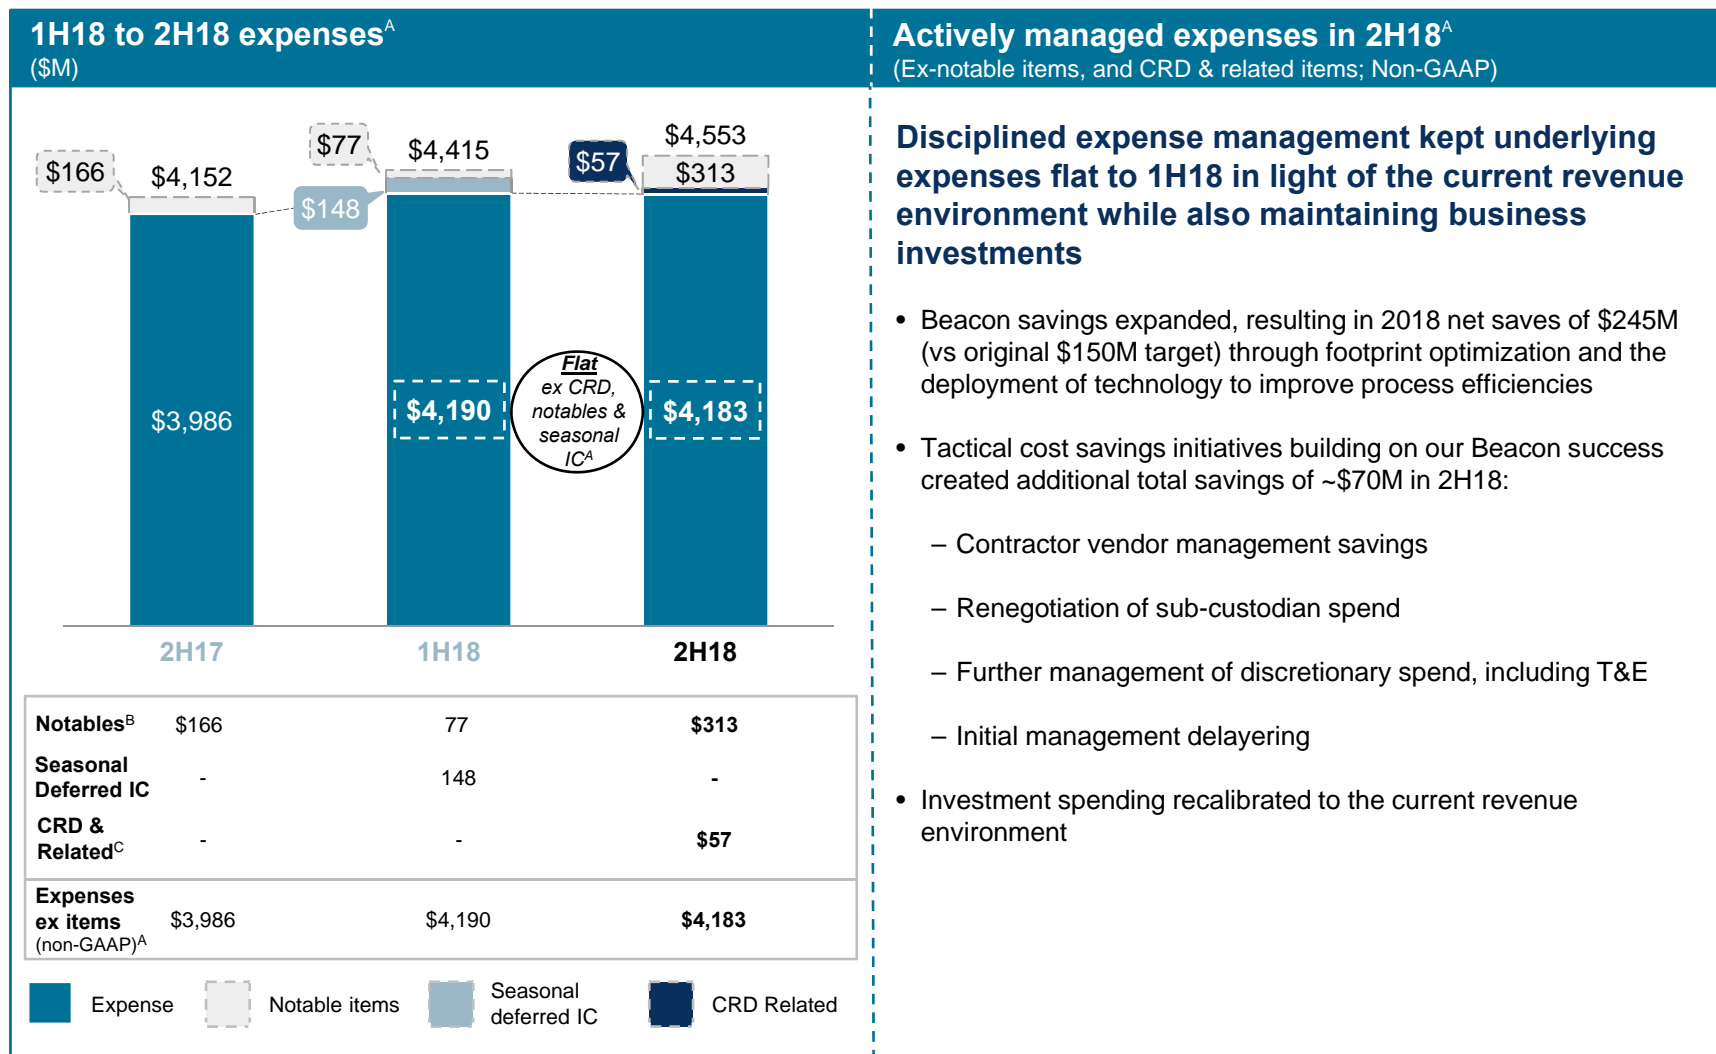 1H18 to 2H18 expensesA
($M)
$166
$4,152
$77
$148
$4,415
$57
$4,553
$313
$3,986
$4,190
Flat
ex CRD,
notables &
seasonal
ICA
$4,183
2H17
1H18
2H18
NotablesB $166 77 $313
Seasonal
Deferred IC - 148 -
CRD &
RelatedC - - $57
Expenses
ex items $3,986 $4,190 $4,183
(non-GAAP)A
Expense
Notable items
Seasonal
deferred IC
CRD Related
Actively managed expenses in 2H18A
(Ex-notable items, and CRD & related items; Non-GAAP)
Disciplined expense management kept underlying
expenses flat to 1H18 in light of the current revenue
environment while also maintaining business
investments
• Beacon savings expanded, resulting in 2018 net saves of $245M
(vs original $150M target) through footprint optimization and the
deployment of technology to improve process efficiencies
• Tactical cost savings initiatives building on our Beacon success
created additional total savings of ~$70M in 2H18:
– Contractor vendor management savings
– Renegotiation of sub-custodian spend
– Further management of discretionary spend, including T&E
– Initial management delayering
• Investment spending recalibrated to the current revenue
environment